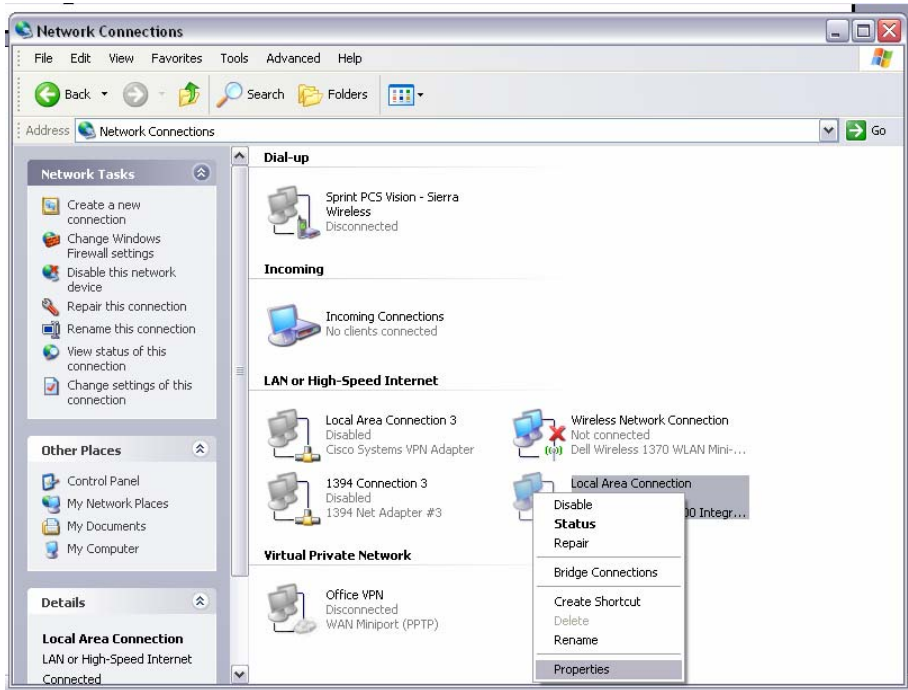 Network Connections
File Edit View Favorites Tools Advanced Help
Back Search Folders
Address Network Connections Go
Network Tasks
Create a new
connection
Change Windows
Firewall settings
Disable this network
device
Repair this connection
Rename this connection
View status of this
connection
Change settings of this
connection
Other Places
Control Panel
My Network Places
My Documents
My Computer
Details
Local Area Connection
LAN or High-Speed Internet
Connected
Dial-up
Sprint PCS Vision - Sierra
Wireless
Disconnected
Incoming
Incoming Connections
No clients connected
LAN or High-Speed Internet
Local Area Connection 3
Disabled
Cisco Systems VPN Adapter
Wireless Network Connection
Not connected
Dell Wireless 1370 WLAN Mini-...
1394 Connection 3
Disabled
1394 Net Adapter #3
Local Area Connection
00 Integr...
Virtual Private Network
Office VPN
Disconnected
WAN Miniport (PPTP)
Disable
Status
Repair
Bridge Connections
Create Shortcut
Delete
Rename
Properties